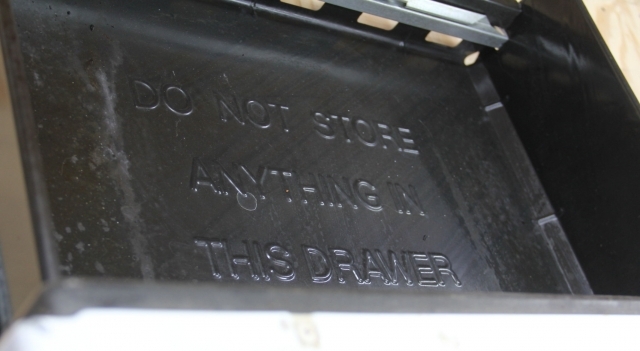 DO NOT STORE
ANYTHING IN
THIS DRAWER